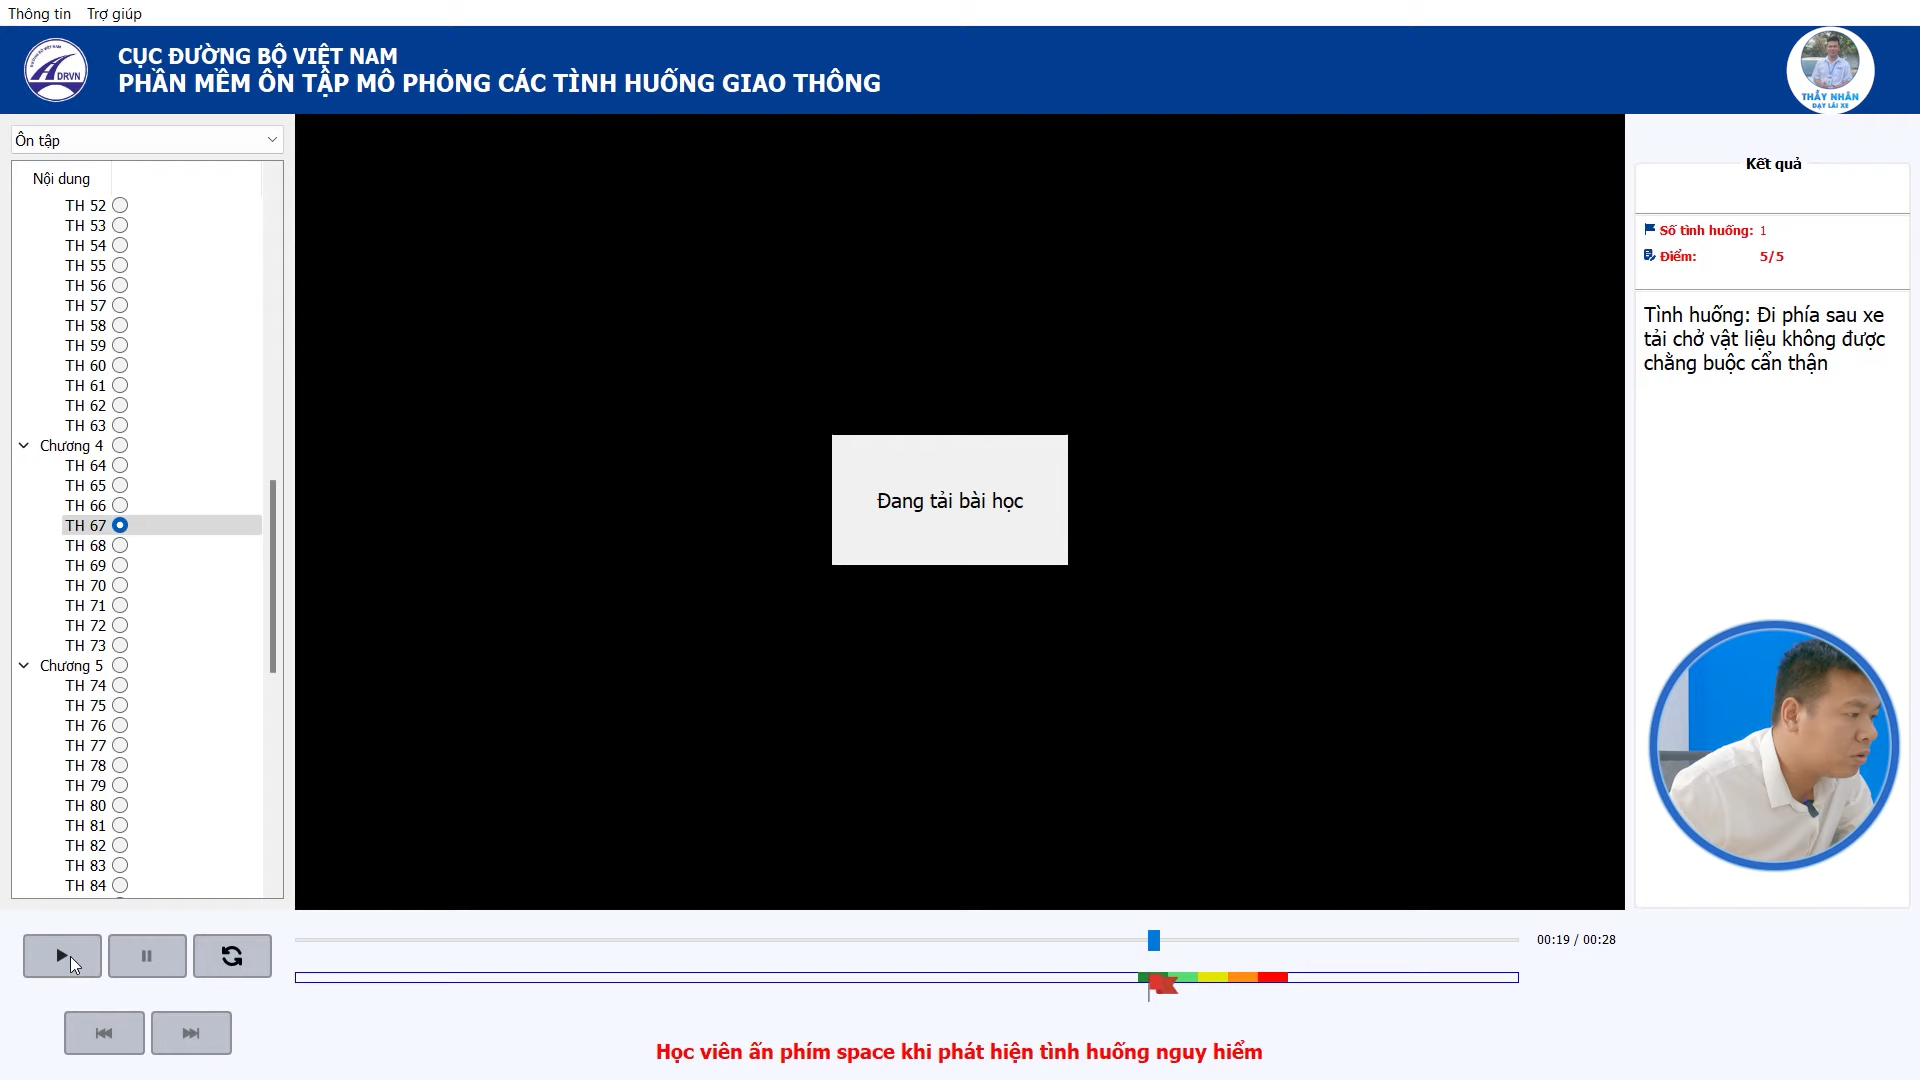 Thông tin Trợ giúp
ADRVN
CỤC ĐƯỜNG BỘ VIỆT NAM
PHẦN MỀM ÔN TẬP MÔ PHỎNG CÁC TÌNH HUỐNG GIAO THÔNG
THẦY NHÂN
DẠY LÁI XE
Ôn tập
Nội dung
TH 52
TH 53
TH 54
TH 55
TH 56
TH 57
TH 58
TH 59
TH 60
TH 61
TH 62
TH 63
Chương 4
TH 64
TH 65
TH 66
TH 67
TH 68
TH 69
TH 70
TH 71
TH 72
TH 73
Chương 5
TH 74
TH 75
TH 76
TH 77
TH 78
TH 79
TH 80
TH 81
TH 82
TH 83
TH 84
Đang tải bài học
Kết quả
Số tình huống: 1
Điểm: 5/5
Tình huống: Đi phía sau xe
tải chở vật liệu không được
chằng buộc cẩn thận
00:19 / 00:28
Học viên ấn phím space khi phát hiện tình huống nguy hiểm